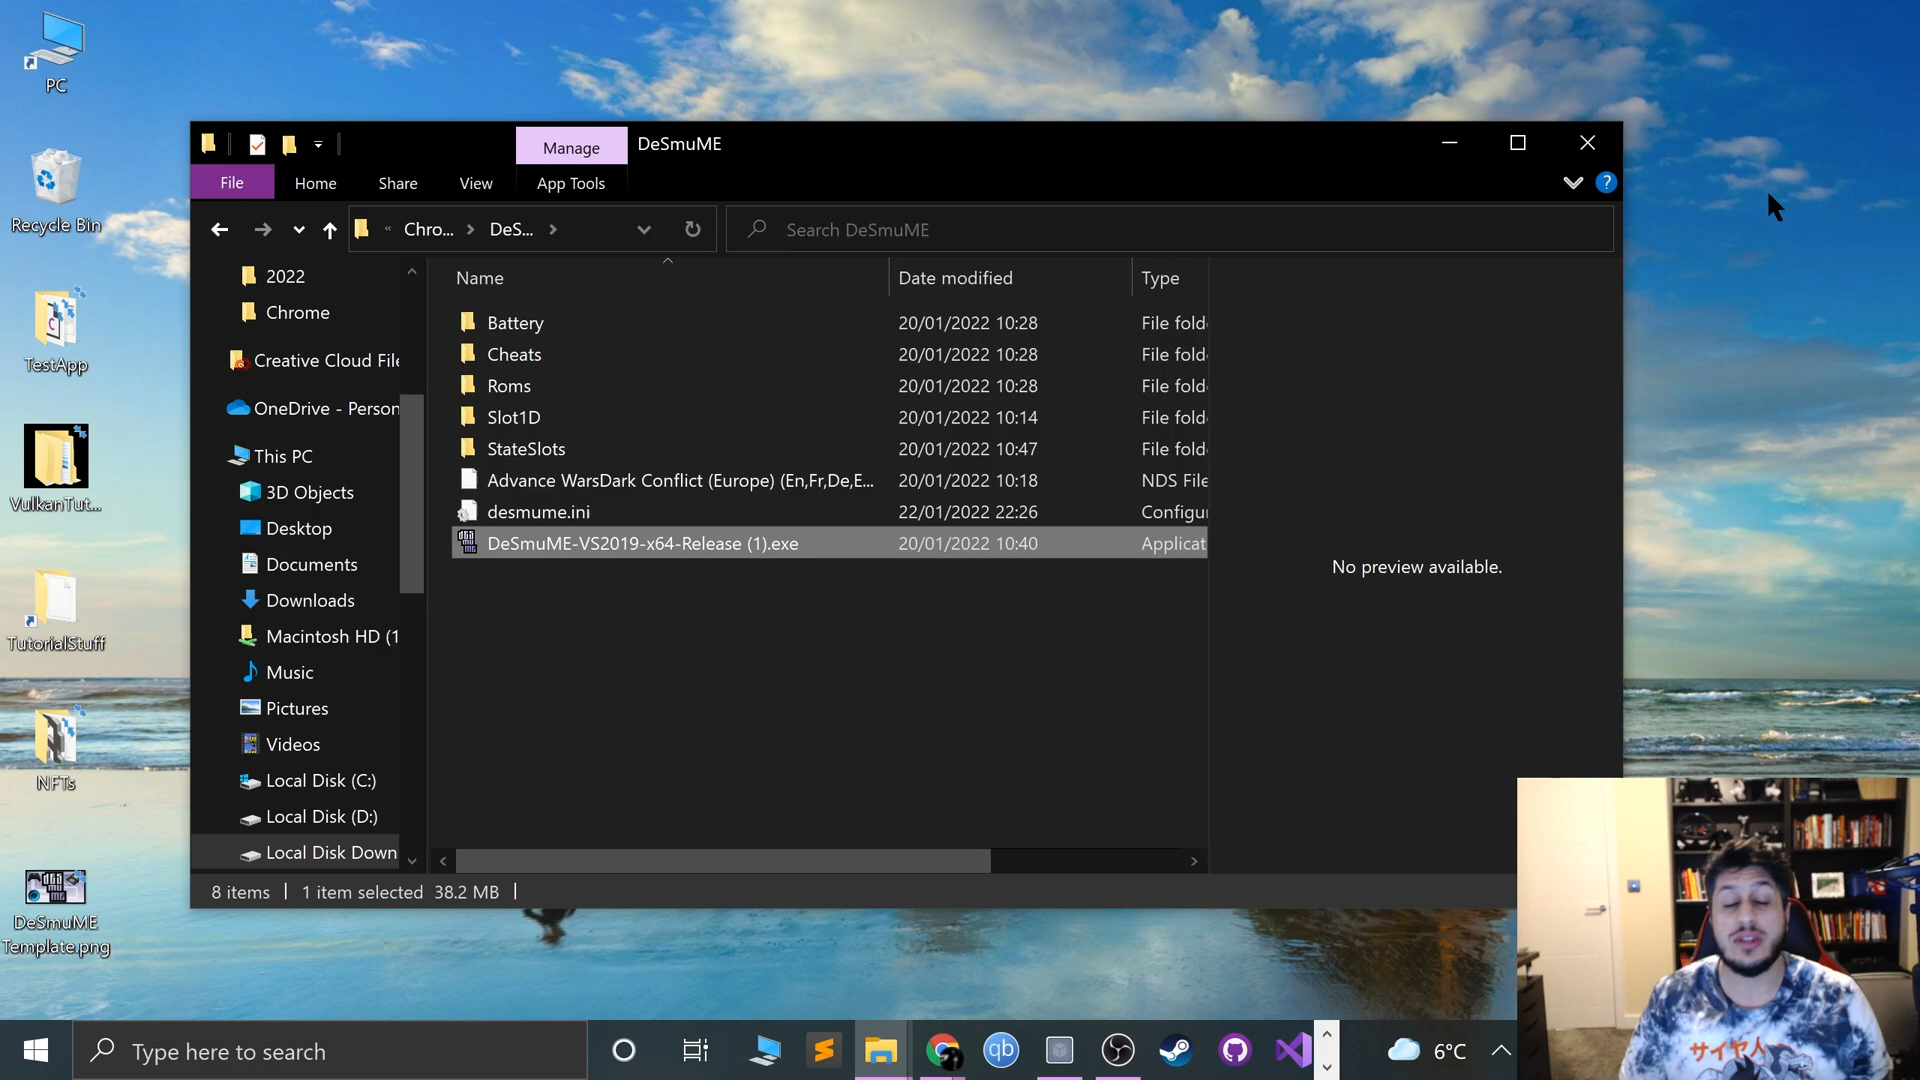 PC
Recycle Bin
TestApp
VulkanTut...
TutorialStuff
NFTs
DeSmuME
Template.png
Manage
DeSmuME
File
Home
Share
View
App Tools
« Chro... > DeS... >
Search DeSmuME
2022
Chrome
Creative Cloud File
OneDrive - Person
This PC
3D Objects
Desktop
Documents
Downloads
Macintosh HD (1
Music
Pictures
Videos
Local Disk (C:)
Local Disk (D:)
Local Disk Down
Name Date modified Type
Battery 20/01/2022 10:28 File fold
Cheats 20/01/2022 10:28 File fold
Roms 20/01/2022 10:28 File fold
Slot1D 20/01/2022 10:14 File fold
StateSlots 20/01/2022 10:47 File fold
Advance WarsDark Conflict (Europe) (En,Fr,De,E... 20/01/2022 10:18 NDS File
desmume.ini 22/01/2022 22:26 Configu
DeSmuME-VS2019-x64-Release (1).exe 20/01/2022 10:40 Applicat
No preview available.
8 items 1 item selected 38.2 MB
Type here to search
qb
6°C
サイヤ人